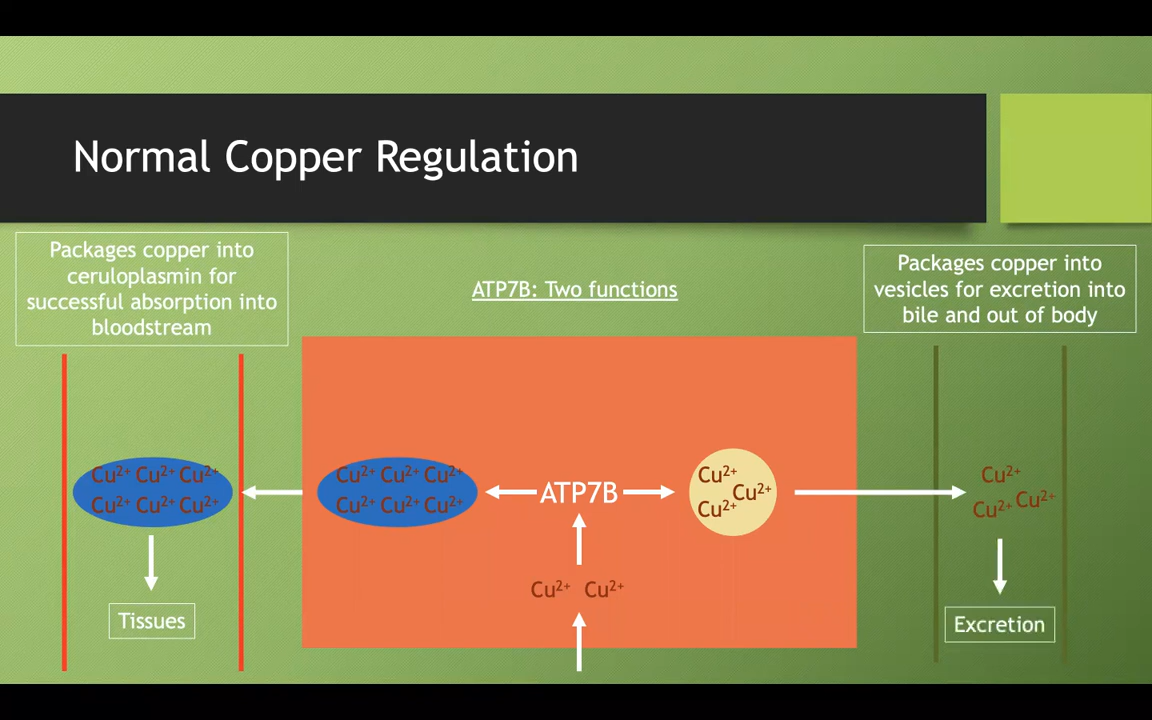 Normal Copper Regulation
Packages copper into
ceruloplasmin for
successful absorption into
bloodstream
ATP7B: Two functions
Packages copper into
vesicles for excretion into
bile and out of body
Cu²⁺ Cu²⁺ Cu²⁺
Cu²⁺ Cu²⁺ Cu²⁺
Cu²⁺ Cu²⁺ Cu²⁺
Cu²⁺ Cu²⁺ Cu²⁺
ATP7B
Cu²⁺
Cu²⁺
Cu²⁺
Cu²⁺
Cu²⁺
Cu²⁺
Cu²⁺ Cu²⁺
Tissues
Excretion